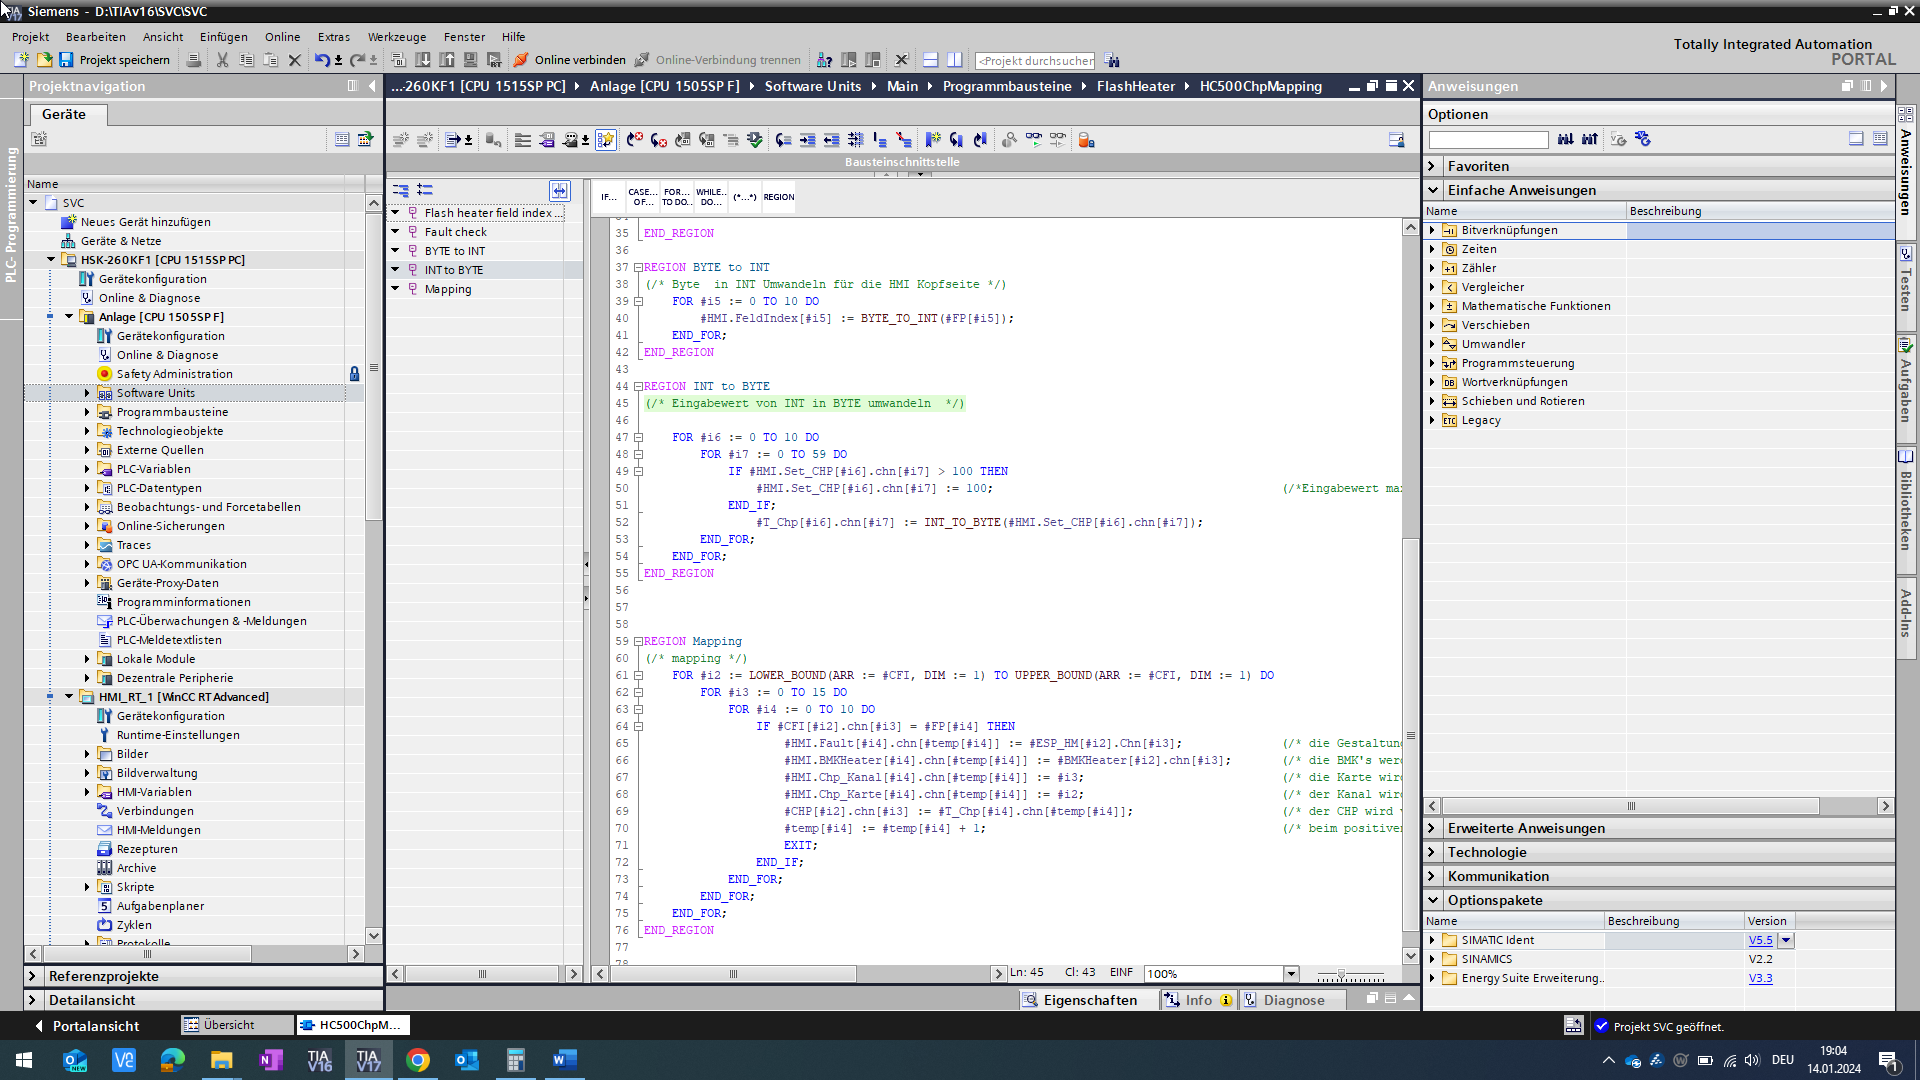 Siemens - D:\TIAv16\SVC\SVC
Projekt Bearbeiten Ansicht Einfügen Online Extras Werkzeuge Fenster Hilfe
Projekt speichern Online verbinden Online-Verbindung trennen <Projekt durchsuchen
Totally Integrated Automation
PORTAL
Projektnavigation
...-260KF1 [CPU 1515SP PC] Anlage [CPU 1505SP F] Software Units Main Programmbausteine FlashHeater HC500ChpMapping
Geräte
PLC-Programmierung
Name
SVC
Neues Gerät hinzufügen
Geräte & Netze
HSK-260KF1 [CPU 1515SP PC]
Gerätekonfiguration
Online & Diagnose
Anlage [CPU 1505SP F]
Gerätekonfiguration
Online & Diagnose
Safety Administration
Software Units
Programmbausteine
Technologieobjekte
Externe Quellen
PLC-Variablen
PLC-Datentypen
Beobachtungs- und Forcetabellen
Online-Sicherungen
Traces
OPC UA-Kommunikation
Geräte-Proxy-Daten
Programminformationen
PLC-Überwachungen & -Meldungen
PLC-Meldetextlisten
Lokale Module
Dezentrale Peripherie
HMI_RT_1 [WinCC RT Advanced]
Gerätekonfiguration
Runtime-Einstellungen
Bilder
Bildverwaltung
HMI-Variablen
Verbindungen
HMI-Meldungen
Rezepturen
Archive
Skripte
Aufgabenplaner
Zyklen
Protokolle
Referenzprojekte
Detailansicht
Bausteinschnittstelle
Flash heater field index ...
Fault check
BYTE to INT
INT to BYTE
Mapping
IF... CASE... OF... FOR... TO DO.. WHILE.. DO... (*...*) REGION
35 END_REGION
36
37 REGION BYTE to INT
38 (/* Byte  in INT Umwandeln für die HMI Kopfseite */)
39 FOR #i5 := 0 TO 10 DO
40 #HMI.FeldIndex[#i5] := BYTE_TO_INT(#FP[#i5]);
41 END_FOR;
42 END_REGION
43
44 REGION INT to BYTE
45 (/* Eingabewert von INT in BYTE umwandeln  */)
46
47 FOR #i6 := 0 TO 10 DO
48 FOR #i7 := 0 TO 59 DO
49 IF #HMI.Set_CHP[#i6].chn[#i7] > 100 THEN
50 #HMI.Set_CHP[#i6].chn[#i7] := 100; (/*Eingabewert max
51 END_IF;
52 #T_Chp[#i6].chn[#i7] := INT_TO_BYTE(#HMI.Set_CHP[#i6].chn[#i7]);
53 END_FOR;
54 END_FOR;
55 END_REGION
56
57
58
59 REGION Mapping
60 (/* mapping */)
61 FOR #i2 := LOWER_BOUND(ARR := #CFI, DIM := 1) TO UPPER_BOUND(ARR := #CFI, DIM := 1) DO
62 FOR #i3 := 0 TO 15 DO
63 FOR #i4 := 0 TO 10 DO
64 IF #CFI[#i2].chn[#i3] = #FP[#i4] THEN
65 #HMI.Fault[#i4].chn[#temp[#i4]] := #ESP_HM[#i2].Chn[#i3]; (/* die Gestaltung
66 #HMI.BMKHeater[#i4].chn[#temp[#i4]] := #BMKHeater[#i2].chn[#i3]; (/* die BMK's werd
67 #HMI.Chp_Kanal[#i4].chn[#temp[#i4]] := #i3; (/* die Karte wird
68 #HMI.Chp_Karte[#i4].chn[#temp[#i4]] := #i2; (/* der Kanal wird
69 #CHP[#i2].chn[#i3] := #T_Chp[#i4].chn[#temp[#i4]]; (/* der CHP wird v
70 #temp[#i4] := #temp[#i4] + 1; (/* beim positiven
71 EXIT;
72 END_IF;
73 END_FOR;
74 END_FOR;
75 END_FOR;
76 END_REGION
77
78
Ln: 45 Cl: 43 EINF 100%
Eigenschaften Info Diagnose
Anweisungen
Optionen
Favoriten
Einfache Anweisungen
Name Beschreibung
Bitverknüpfungen
Zeiten
Zähler
Vergleicher
Mathematische Funktionen
Verschieben
Umwandler
Programmsteuerung
Wortverknüpfungen
Schieben und Rotieren
Legacy
Erweiterte Anweisungen
Technologie
Kommunikation
Optionspakete
Name Beschreibung Version
SIMATIC Ident V5.5
SINAMICS V2.2
Energy Suite Erweiterung.. V3.3
Anweisungen
Testen
Aufgaben
Bibliotheken
Add-Ins
Portalansicht Übersicht HC500ChpM... Projekt SVC geöffnet.
TIA V16 TIA V17
DEU 19:04
14.01.2024